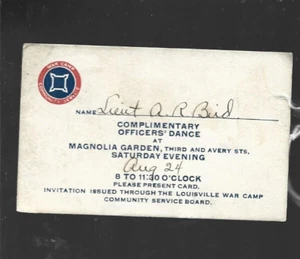 WAR CAMP
COMMUNITY SERVICE
NAME Lieut A. R. Bird
COMPLIMENTARY
OFFICERS' DANCE
AT
MAGNOLIA GARDEN, THIRD AND AVERY STS.
SATURDAY EVENING
Aug 24
8 TO 11:30 O'CLOCK
PLEASE PRESENT CARD.
INVITATION ISSUED THROUGH THE LOUISVILLE WAR CAMP
COMMUNITY SERVICE BOARD.